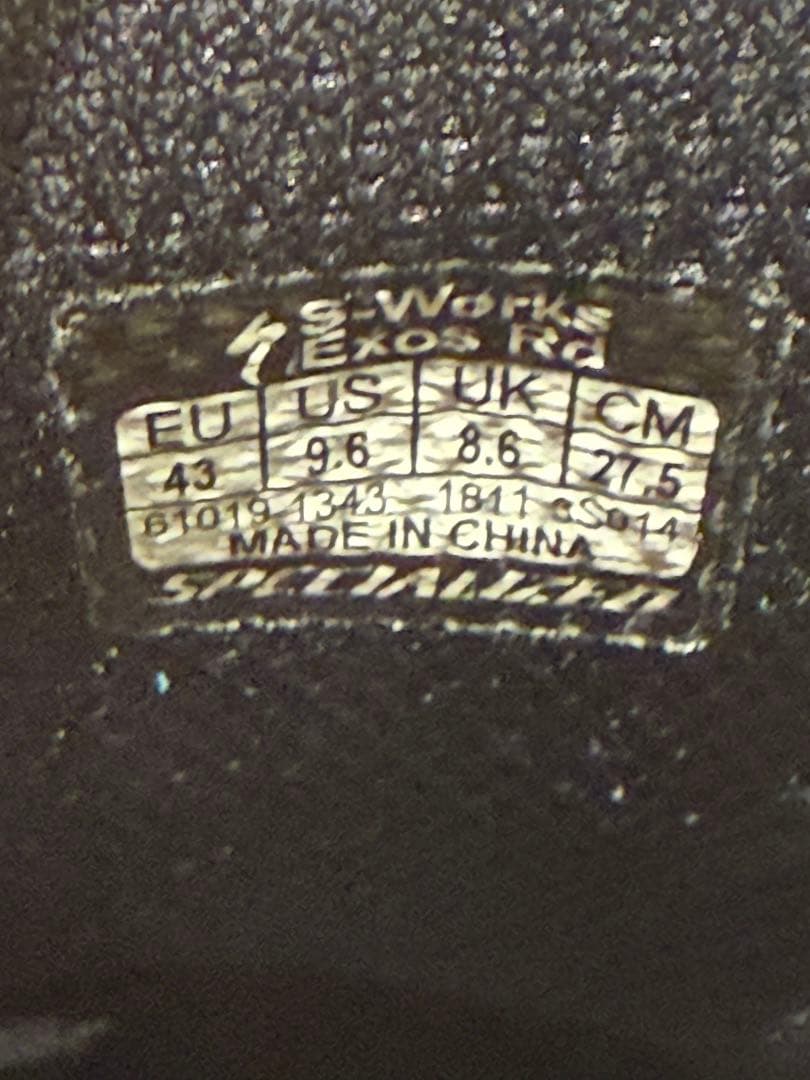 S-Works
Exos Rd
EU US UK CM
43 9.6 8.6 27.5
61019-1343 1811 3S014
MADE IN CHINA
SPECIALIZED